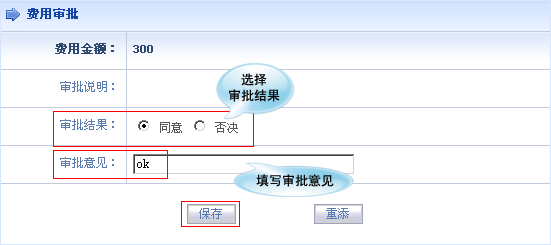 费用审批
费用金额： 300
审批说明：
选择
审批结果
审批结果： 同意 否决
审批意见： ok
填写审批意见
保存 重添